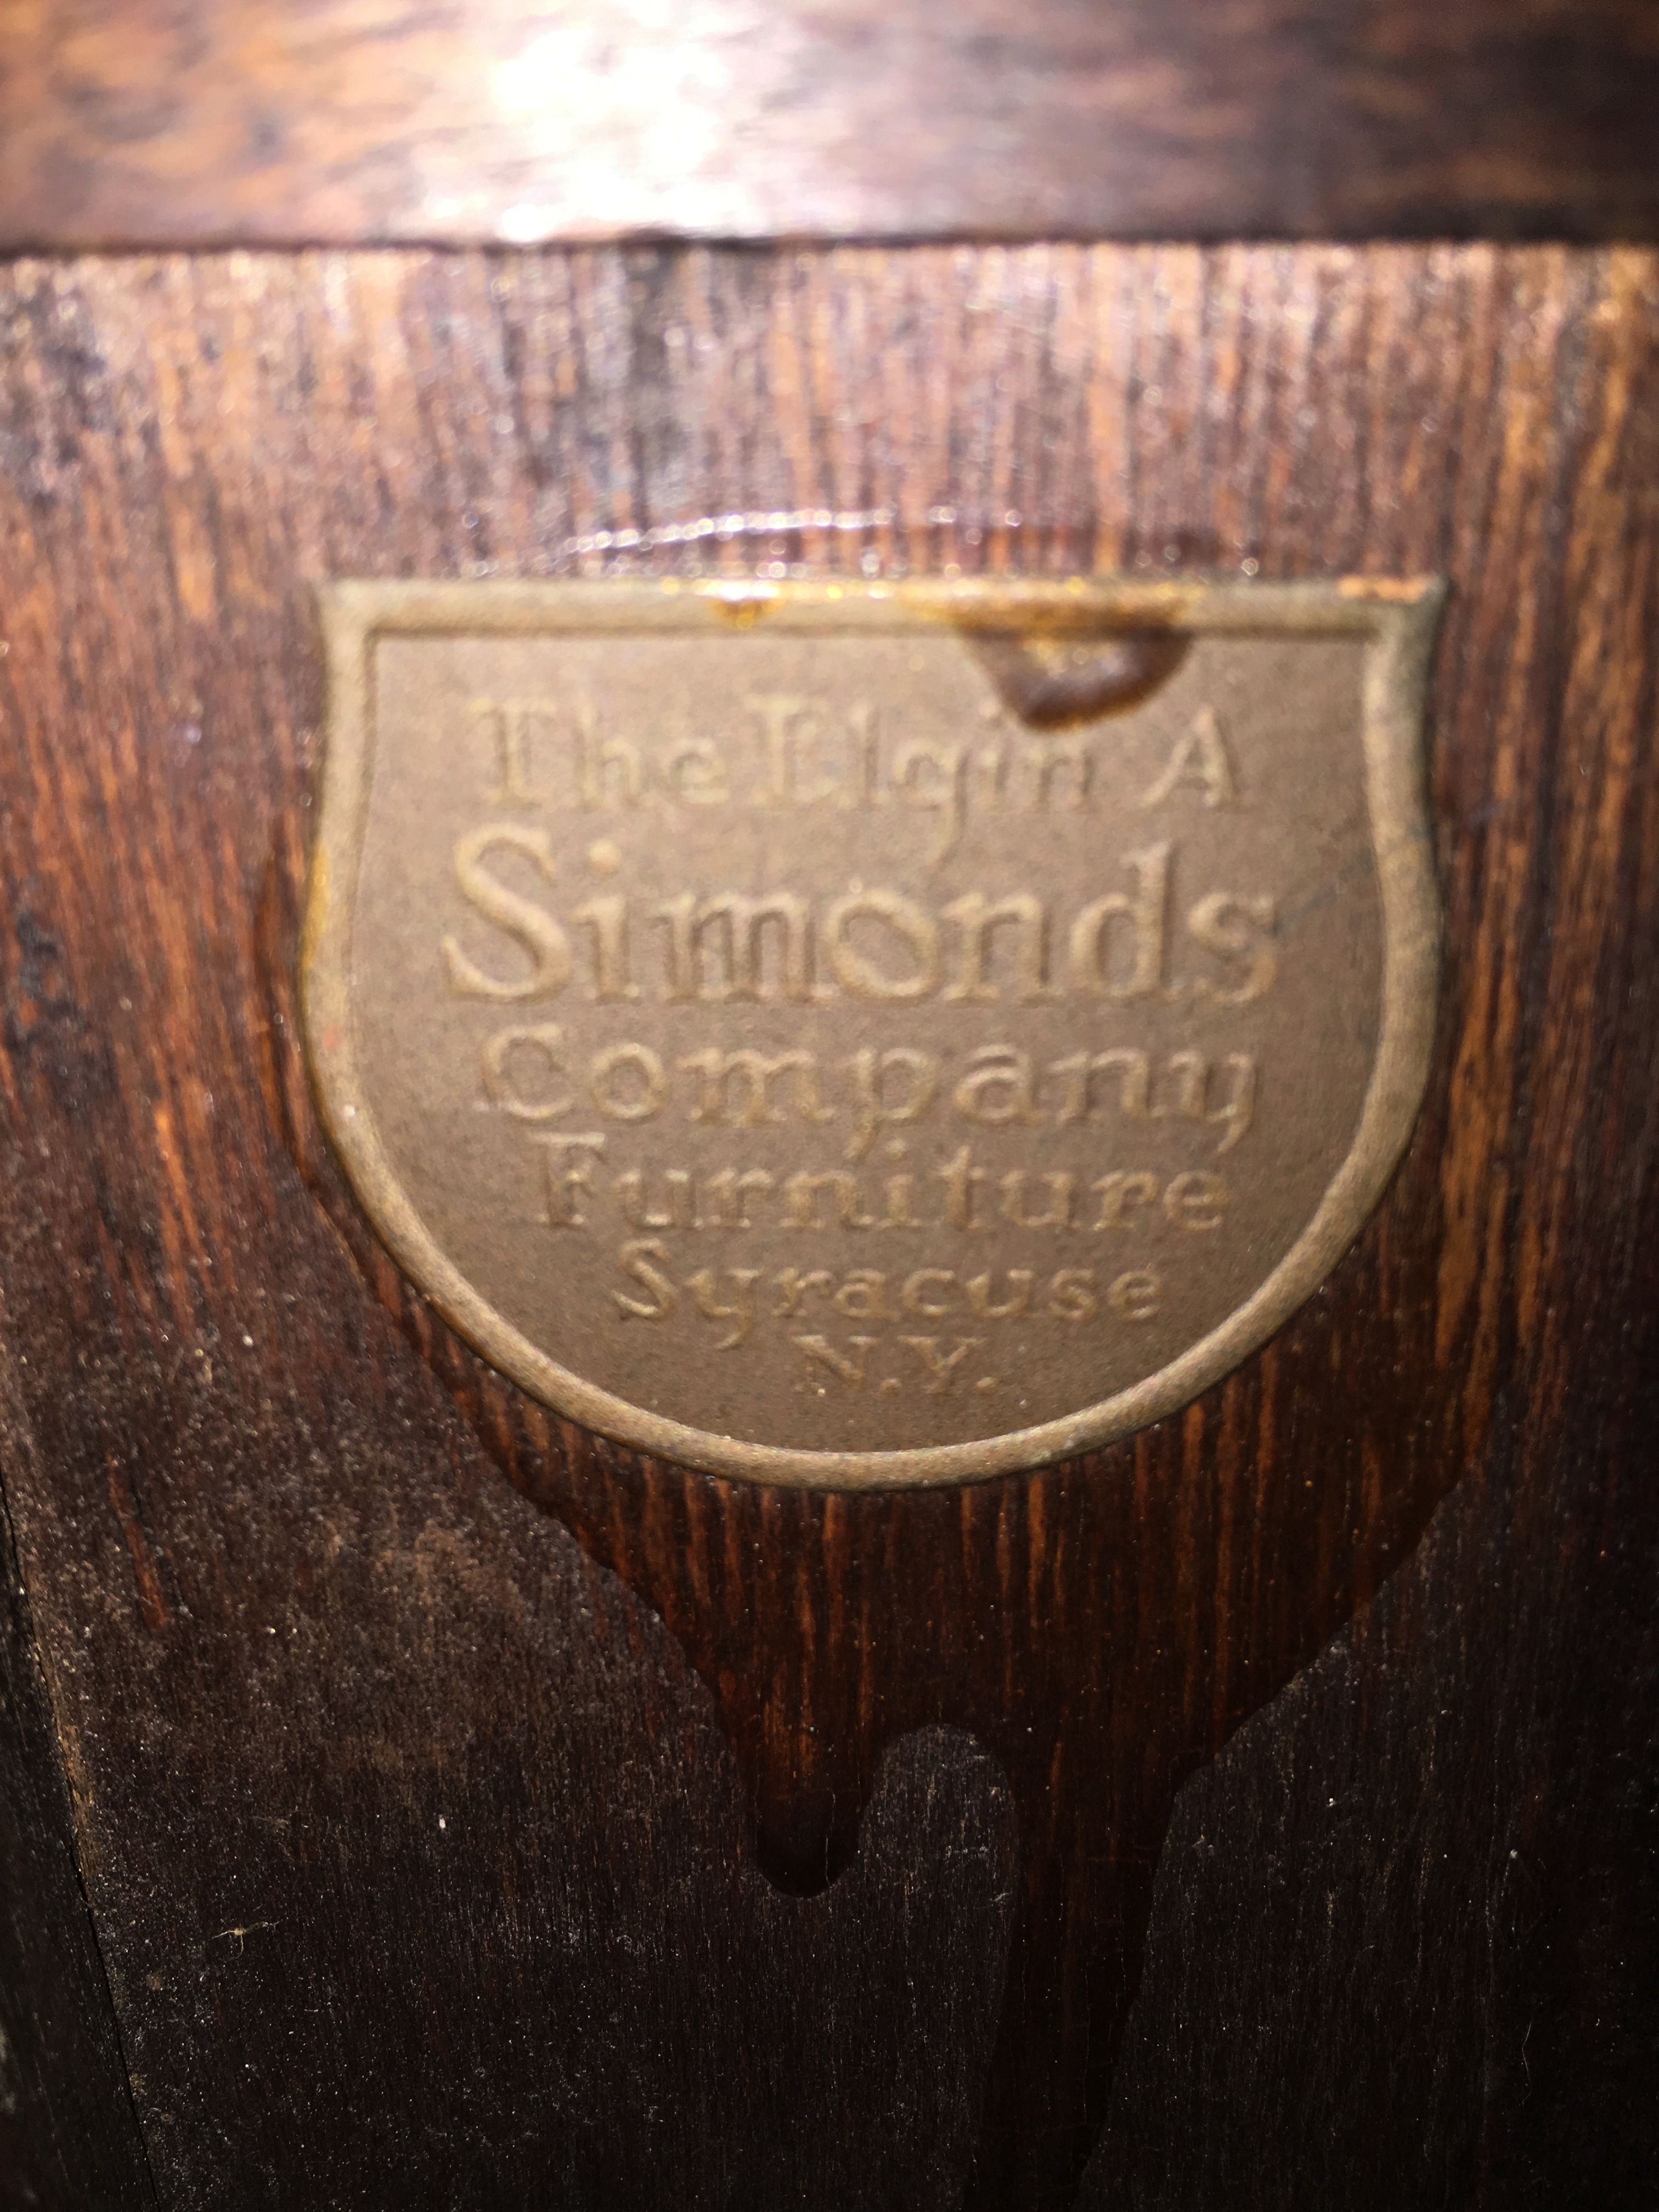 The Elgin A
Simonds
Company
Furniture
Syracuse
N.Y.